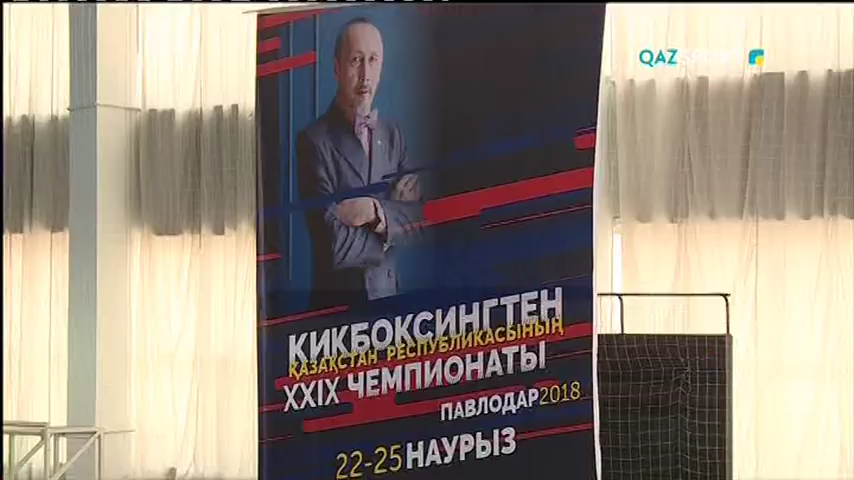 QAZSPORT
КИКБОКСИНГТЕН
ҚАЗАҚСТАН РЕСПУБЛИКАСЫНЫҢ
XXIX ЧЕМПИОНАТЫ
ПАВЛОДАР 2018
22-25 НАУРЫЗ